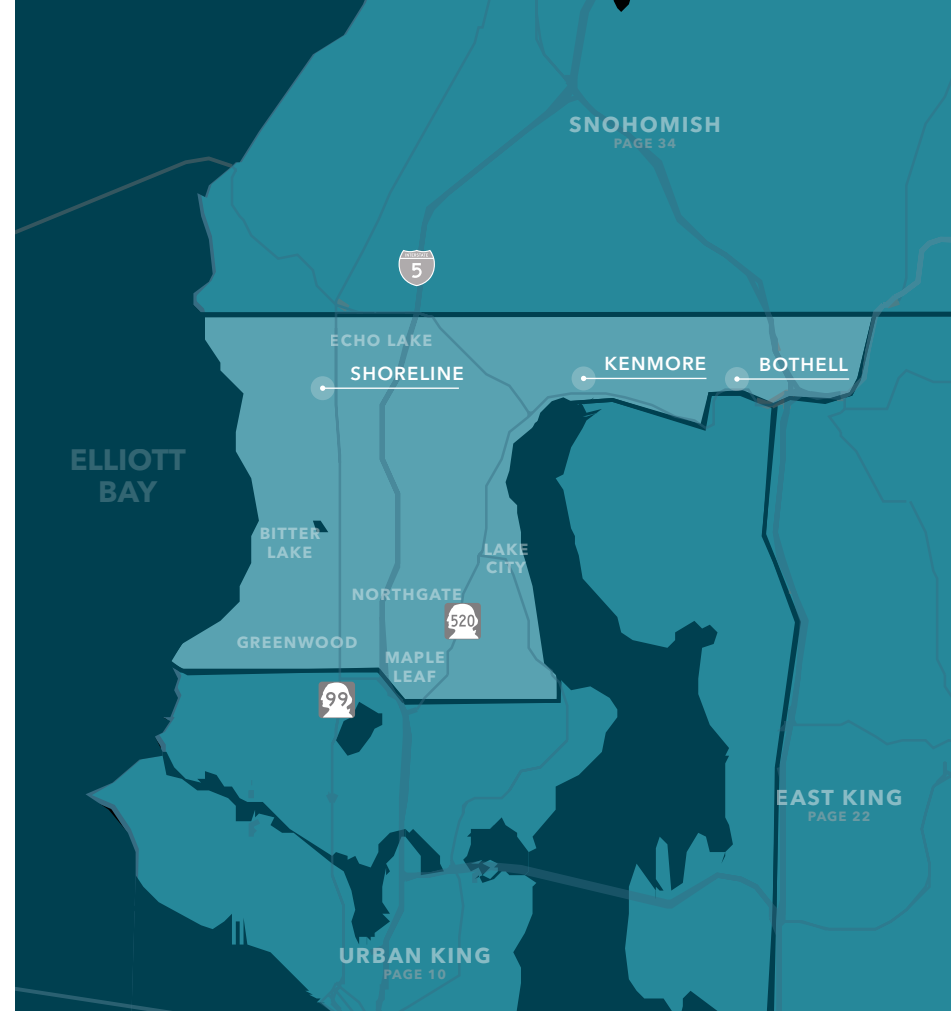 SNOHOMISH
PAGE 34
INTERSTATE
5
ECHO LAKE
SHORELINE
KENMORE
BOTHELL
ELLIOTT
BAY
BITTER
LAKE
LAKE
CITY
NORTHGATE
520
GREENWOOD
MAPLE
LEAF
99
EAST KING
PAGE 22
URBAN KING
PAGE 10